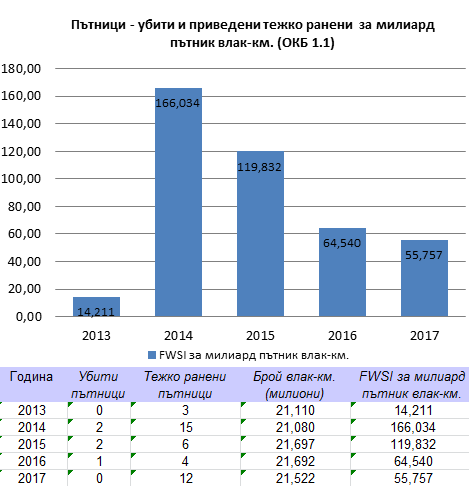 Пътници - убити и приведени тежко ранени за милиард
пътник влак-км. (ОКБ 1.1)
180,00
160,00
140,00
120,00
100,00
80,00
60,00
40,00
20,00
0,00
14,211
166,034
119,832
64,540
55,757
2013 2014 2015 2016 2017
FWSI за милиард пътник влак-км.
Година Убити Тежко ранени Брой влак-км. FWSI за милиард
пътници пътници (милиони) пътник влак-км.
2013 0 3 21,110 14,211
2014 2 15 21,080 166,034
2015 2 6 21,697 119,832
2016 1 4 21,692 64,540
2017 0 12 21,522 55,757